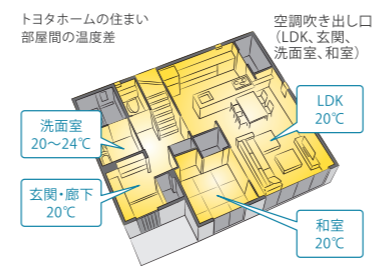 トヨタホームの住まい
部屋間の温度差
空調吹き出し口
（LDK、玄関、
洗面室、和室）
LDK
20℃
洗面室
20〜24℃
玄関・廊下
20℃
和室
20℃